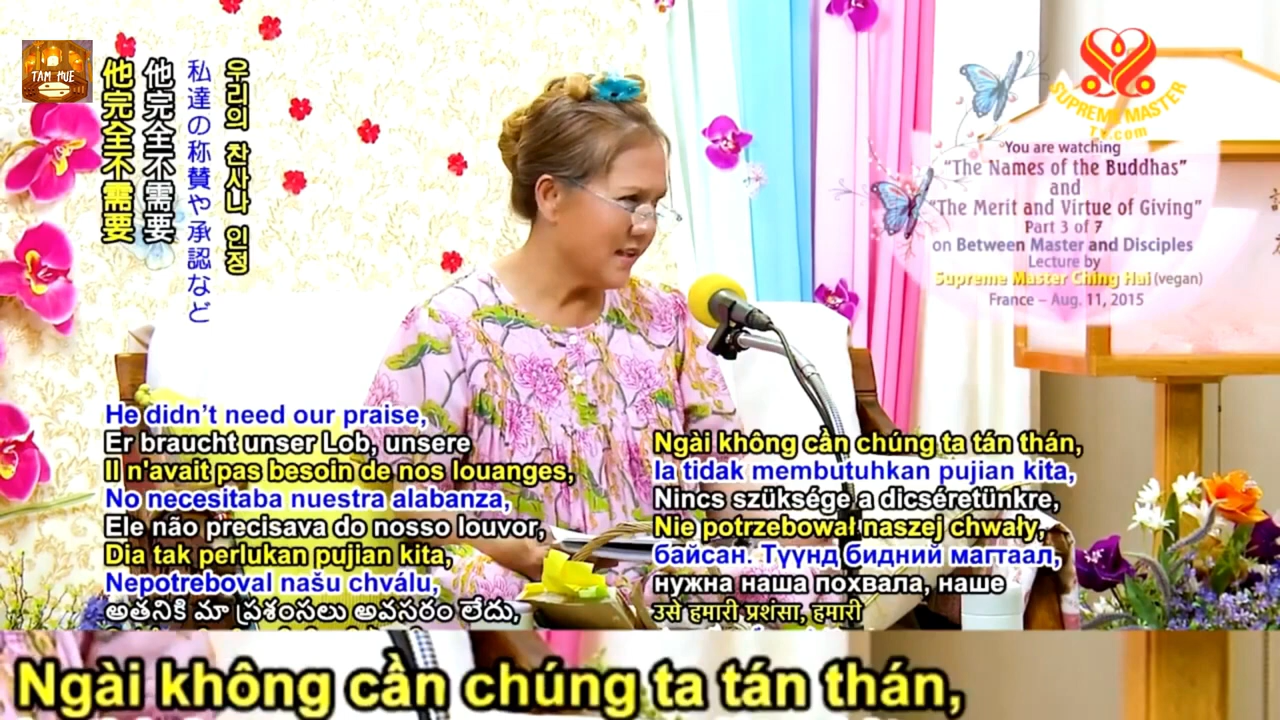 TAM HUE
他完全不需要
他完全不需要
私達の称賛や承認など
우리의 찬사나 인정
SUPREME MASTER
TV.com
You are watching
“The Names of the Buddhas”
and
“The Merit and Virtue of Giving”
Part 3 of 7
on Between Master and Disciples
Lecture by
Supreme Master Ching Hai (vegan)
France – Aug. 11, 2015
He didn’t need our praise,
Er braucht unser Lob, unsere
Il n'avait pas besoin de nos louanges,
No necesitaba nuestra alabanza,
Ele não precisava do nosso louvor,
Dia tak perlukan pujian kita,
Nepotreboval našu chválu,
అతనికి మా ప్రశంసలు అవసరం లేదు,
Ngài không cần chúng ta tán thán,
Ia tidak membutuhkan pujian kita,
Nincs szüksége a dicséretünkre,
Nie potrzebował naszej chwały,
байсан. Түүнд бидний магтаал,
нужна наша похвала, наше
उसे हमारी प्रशंसा, हमारी
Ngài không cần chúng ta tán thán,